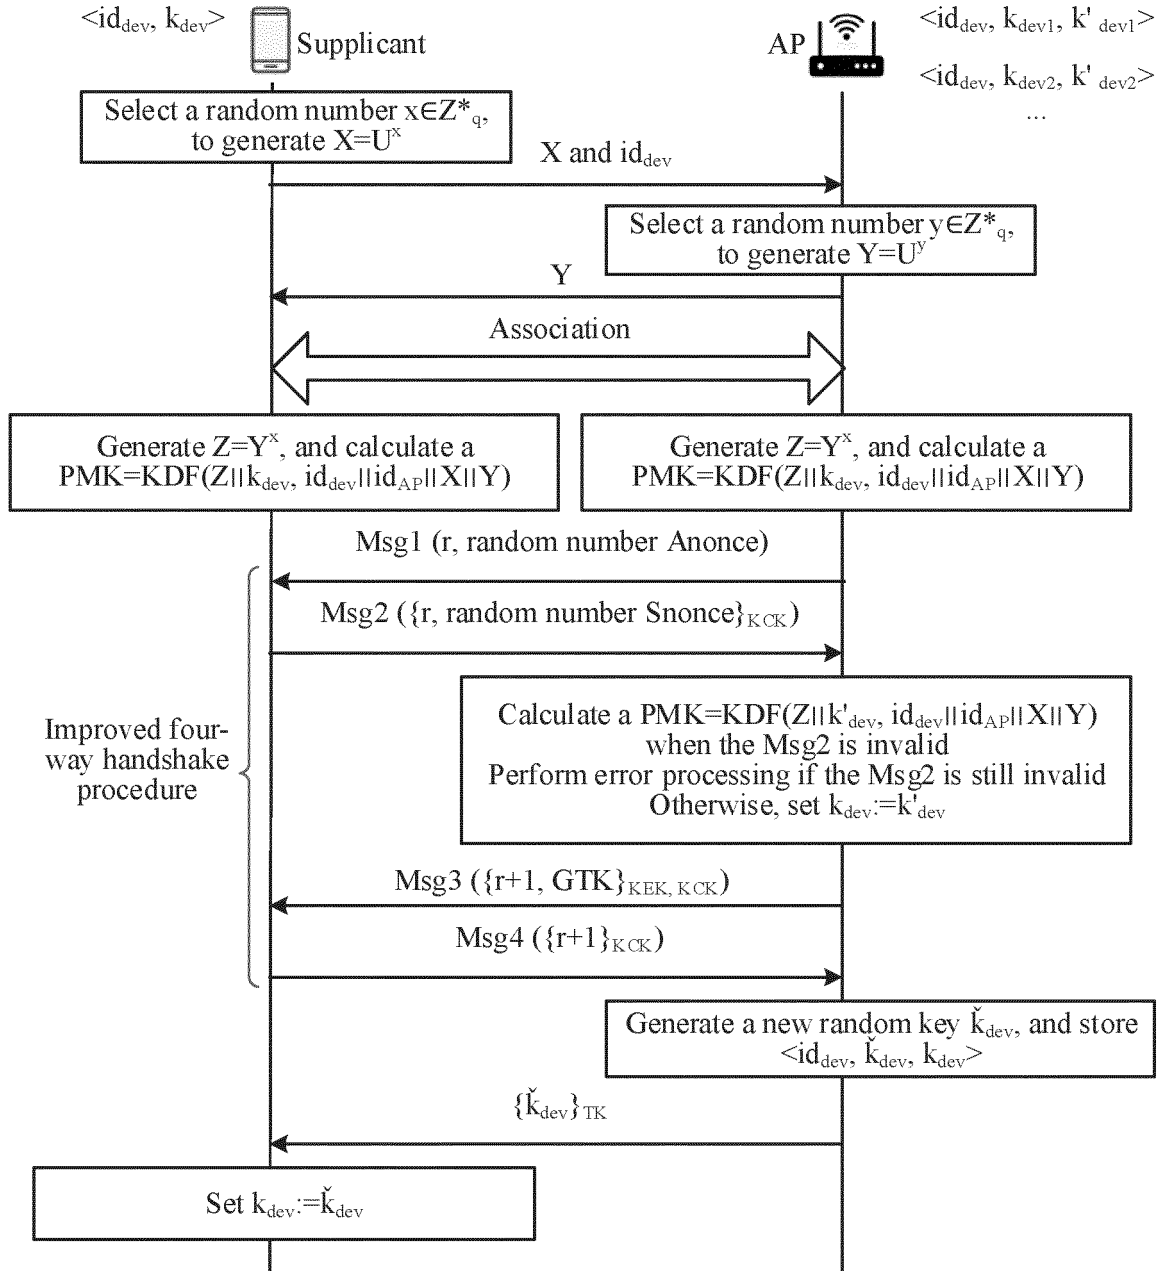 <id_dev, k_dev>
Supplicant
AP
<id_dev, k_dev1, k'_dev1>
<id_dev, k_dev2, k'_dev2>
...
Select a random number x∈Z*_q,
to generate X=U^x
X and id_dev
Select a random number y∈Z*_q,
to generate Y=U^y
Y
Association
Generate Z=Y^x, and calculate a
PMK=KDF(Z||k_dev, id_dev||id_AP||X||Y)
Generate Z=Y^x, and calculate a
PMK=KDF(Z||k_dev, id_dev||id_AP||X||Y)
Msg1 (r, random number Anonce)
Msg2 ({r, random number Snonce}_KCK)
Improved four-
way handshake
procedure
Calculate a PMK=KDF(Z||k'_dev, id_dev||id_AP||X||Y)
when the Msg2 is invalid
Perform error processing if the Msg2 is still invalid
Otherwise, set k_dev:=k'_dev
Msg3 ({r+1, GTK}_KEK, KCK)
Msg4 ({r+1}_KCK)
Generate a new random key ǩ_dev, and store
<id_dev, ǩ_dev, k_dev>
{ǩ_dev}_TK
Set k_dev:=ǩ_dev